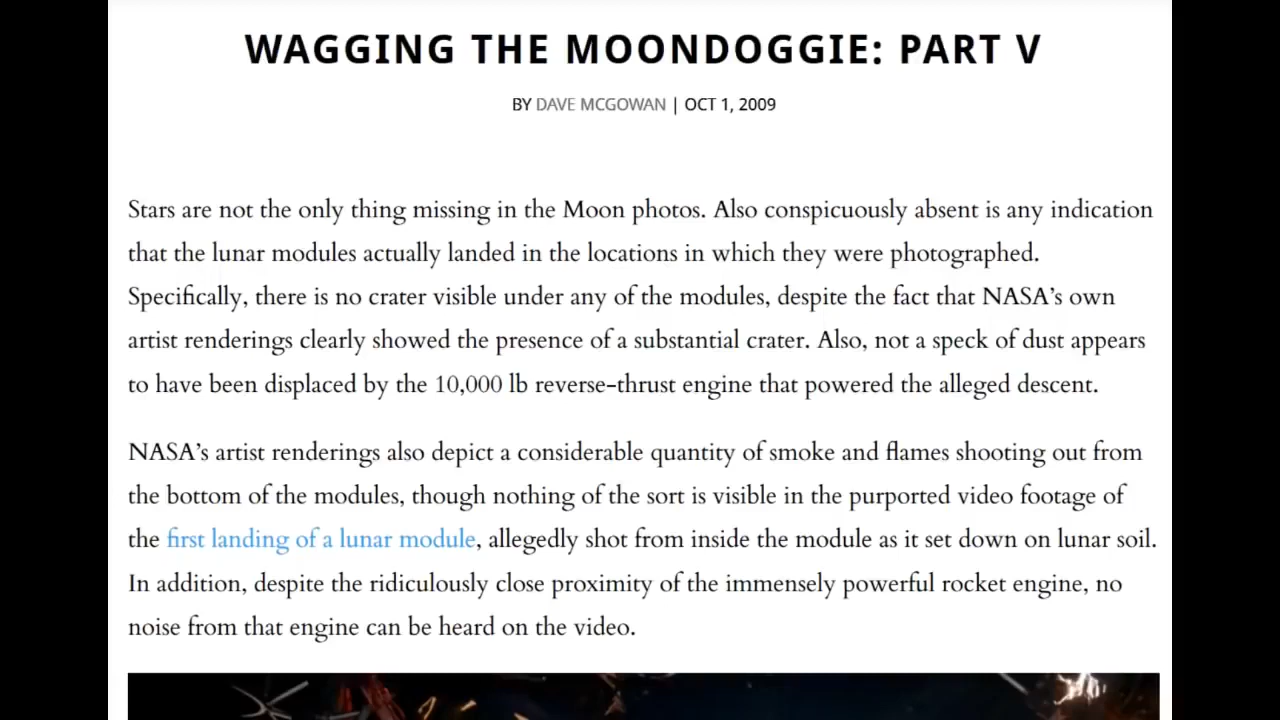 WAGGING THE MOONDOGGIE: PART V
BY DAVE MCGOWAN | OCT 1, 2009
Stars are not the only thing missing in the Moon photos. Also conspicuously absent is any indication
that the lunar modules actually landed in the locations in which they were photographed.
Specifically, there is no crater visible under any of the modules, despite the fact that NASA’s own
artist renderings clearly showed the presence of a substantial crater. Also, not a speck of dust appears
to have been displaced by the 10,000 lb reverse-thrust engine that powered the alleged descent.
NASA’s artist renderings also depict a considerable quantity of smoke and flames shooting out from
the bottom of the modules, though nothing of the sort is visible in the purported video footage of
the first landing of a lunar module, allegedly shot from inside the module as it set down on lunar soil.
In addition, despite the ridiculously close proximity of the immensely powerful rocket engine, no
noise from that engine can be heard on the video.